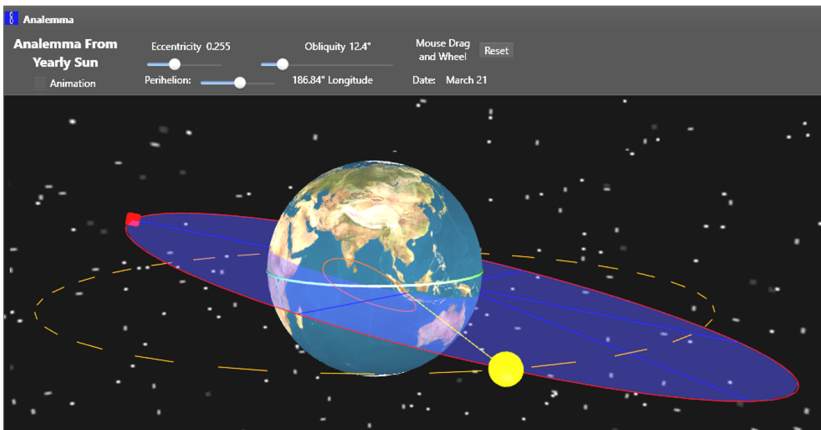 Analemma
Analemma From
Yearly Sun
Animation
Eccentricity 0.255
Obliquity 12.4°
Perihelion: 186.84° Longitude
Mouse Drag
and Wheel
Reset
Date: March 21